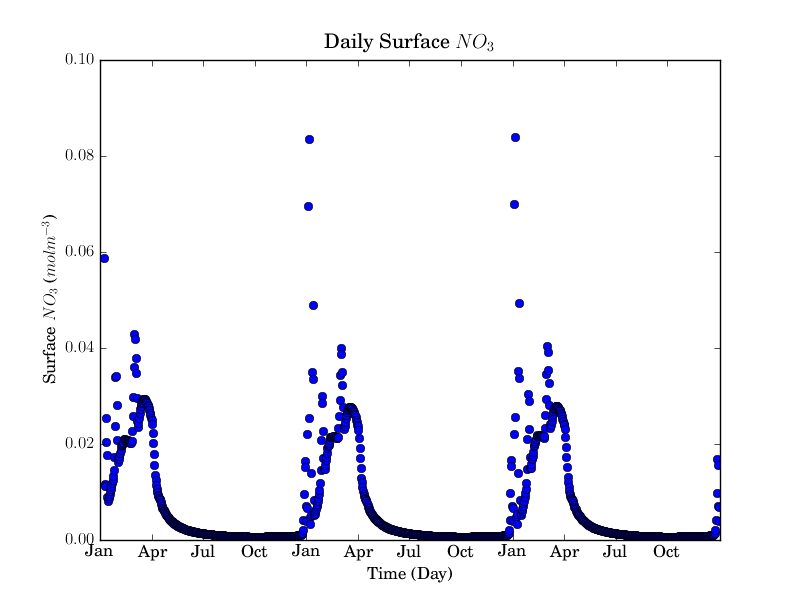 Daily Surface NO₃
0.10
0.08
0.06
0.04
0.02
0.00
Surface NO₃ (molm⁻³)
Jan Apr Jul Oct Jan Apr Jul Oct Jan Apr Jul Oct
Time (Day)